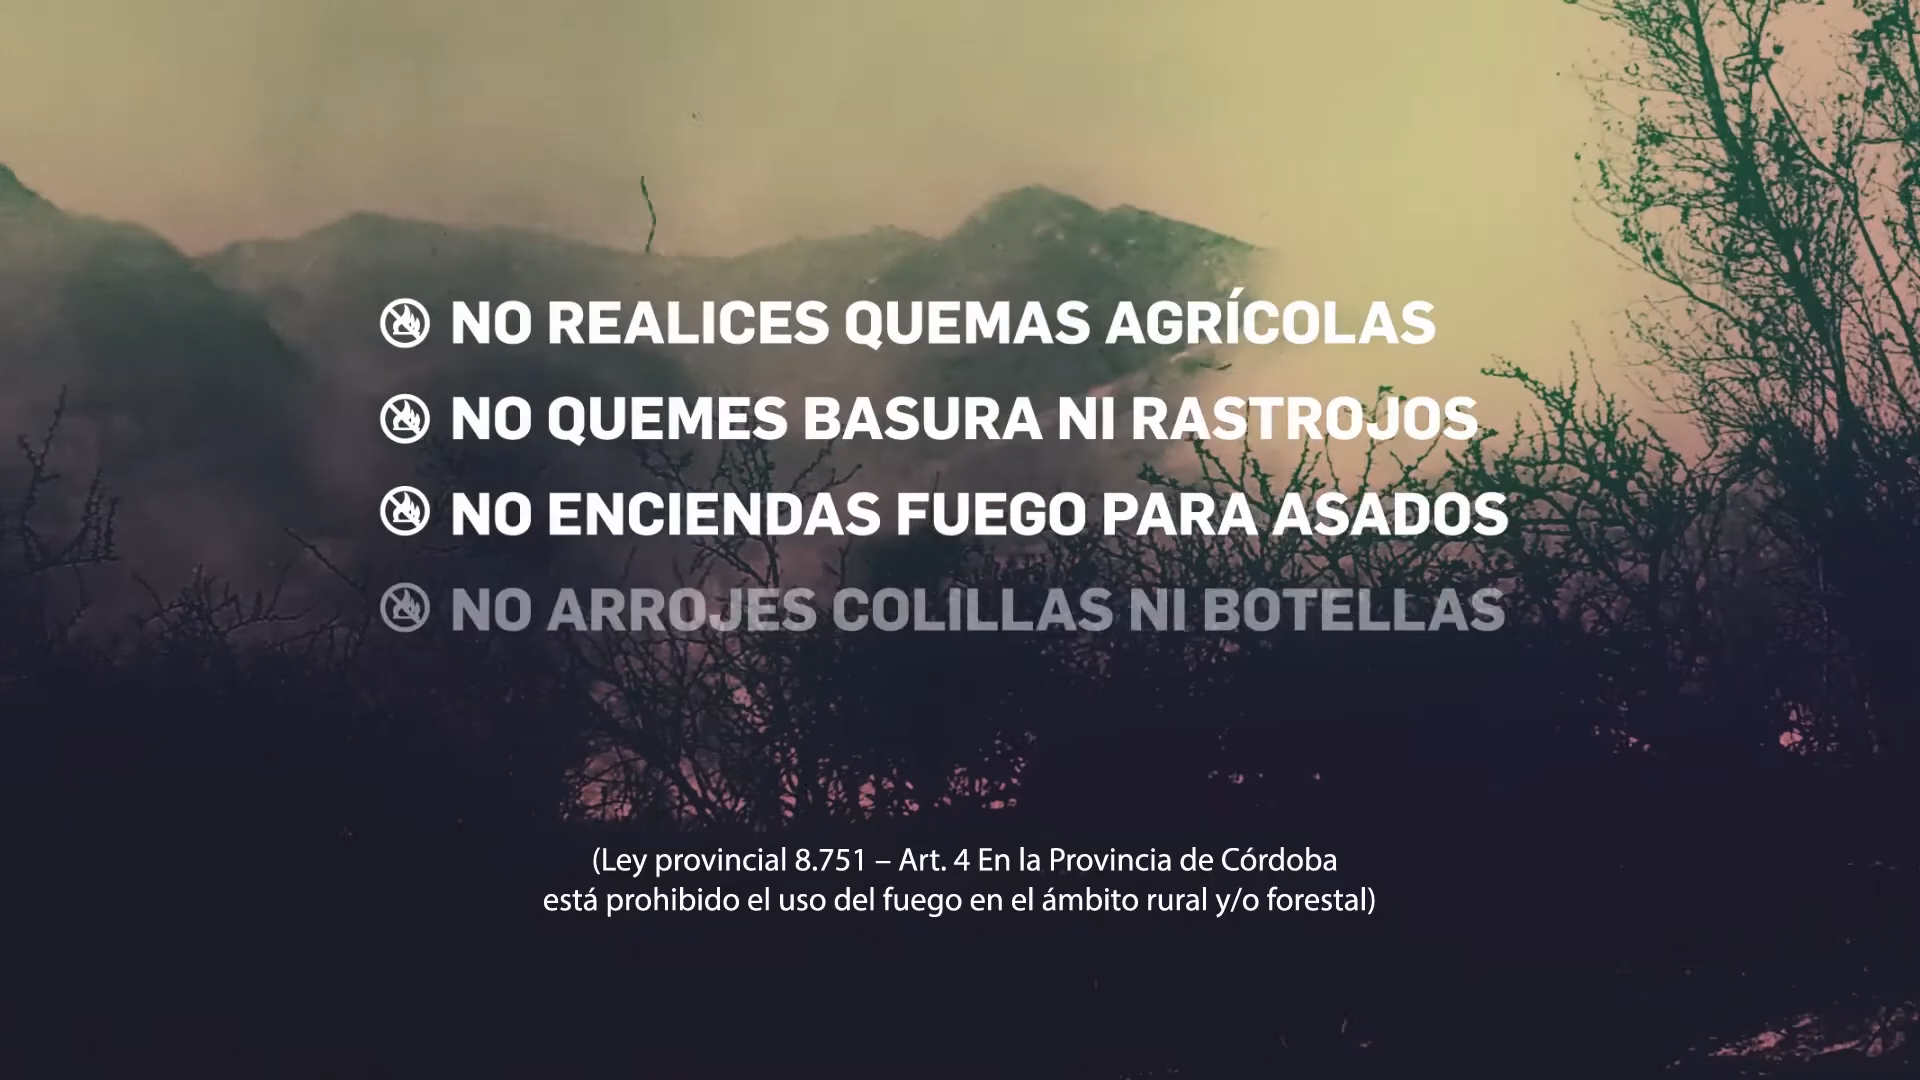 NO REALICES QUEMAS AGRÍCOLAS
NO QUEMES BASURA NI RASTROJOS
NO ENCIENDAS FUEGO PARA ASADOS
NO ARROJES COLILLAS NI BOTELLAS
(Ley provincial 8.751 – Art. 4 En la Provincia de Córdoba
está prohibido el uso del fuego en el ámbito rural y/o forestal)